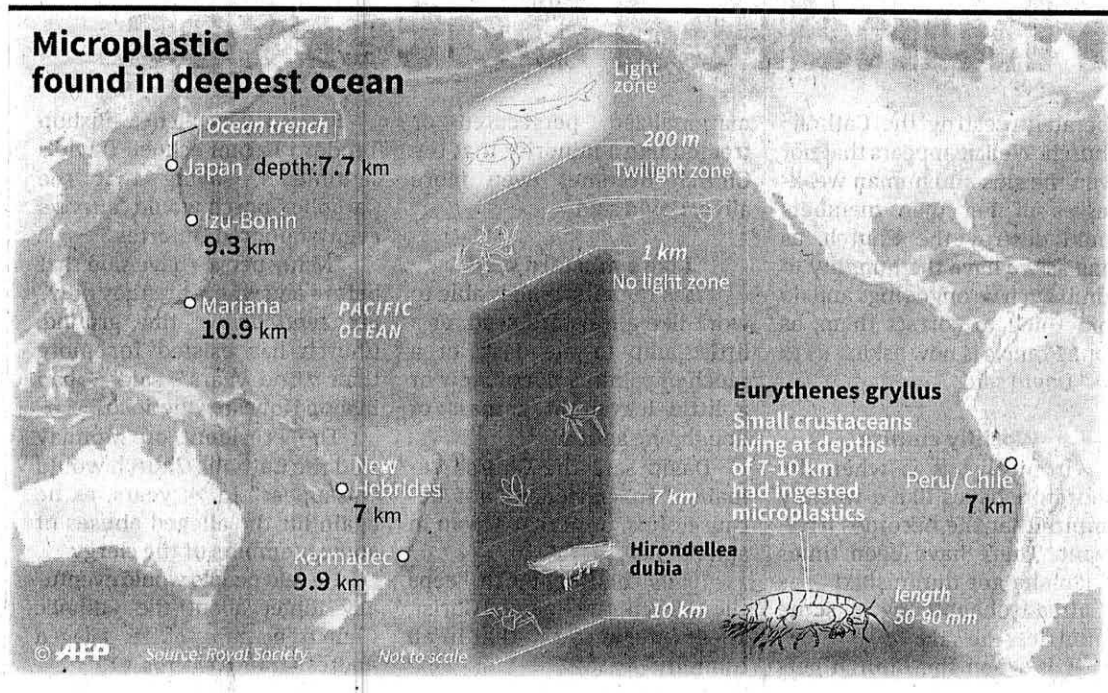 Microplastic
found in deepest ocean
Ocean trench
Japan depth: 7.7 km
Izu-Bonin
9.3 km
Mariana
10.9 km
PACIFIC
OCEAN
New
Hebrides
7 km
Kermadec
9.9 km
Light
zone
200 m
Twilight zone
1 km
No light zone
7 km
Hirondellea
dubia
10 km
Eurythenes gryllus
Small crustaceans
living at depths
of 7-10 km
had ingested
microplastics
length
50-90 mm
Peru/ Chile
7 km
© AFP
Source: Royal Society
Not to scale